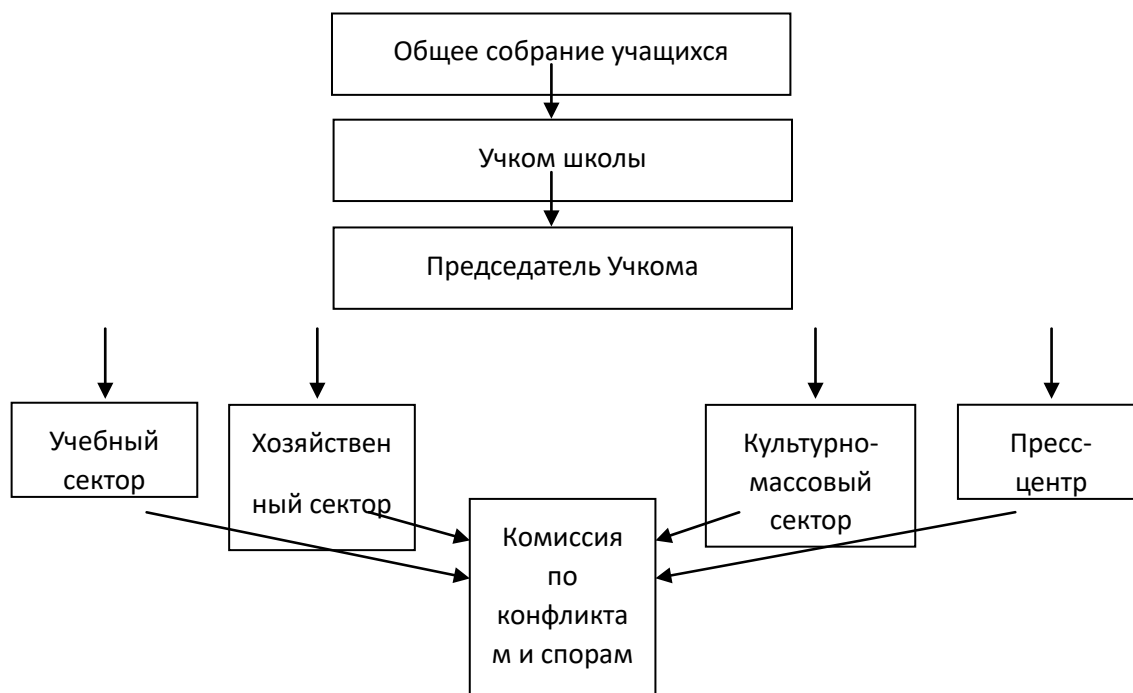 Общее собрание учащихся
Учком школы
Председатель Учкома
Учебный
сектор
Хозяйствен
ный сектор
Культурно-
массовый
сектор
Пресс-
центр
Комиссия
по
конфликта
м и спорам